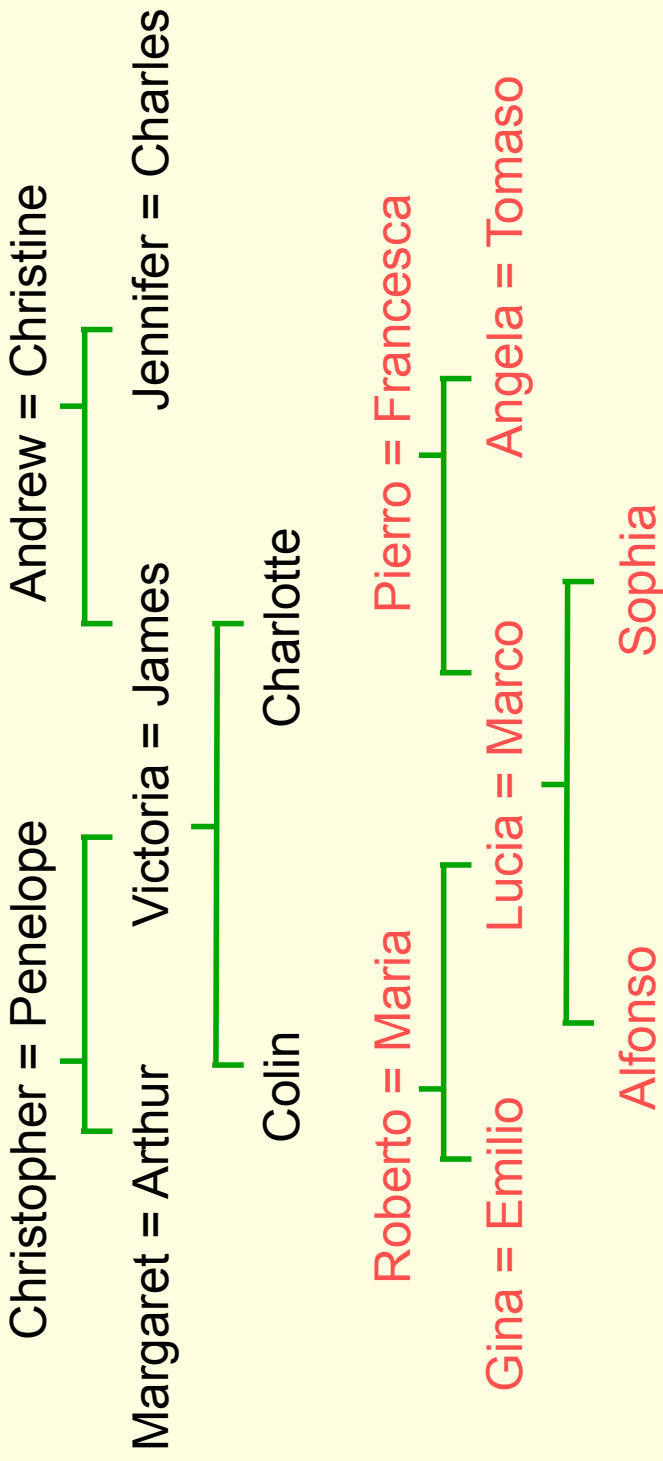 Christopher = Penelope Andrew = Christine
Margaret = Arthur Victoria = James Jennifer = Charles
Colin Charlotte
Roberto = Maria Pierro = Francesca
Gina = Emilio Lucia = Marco Angela = Tomaso
Alfonso Sophia